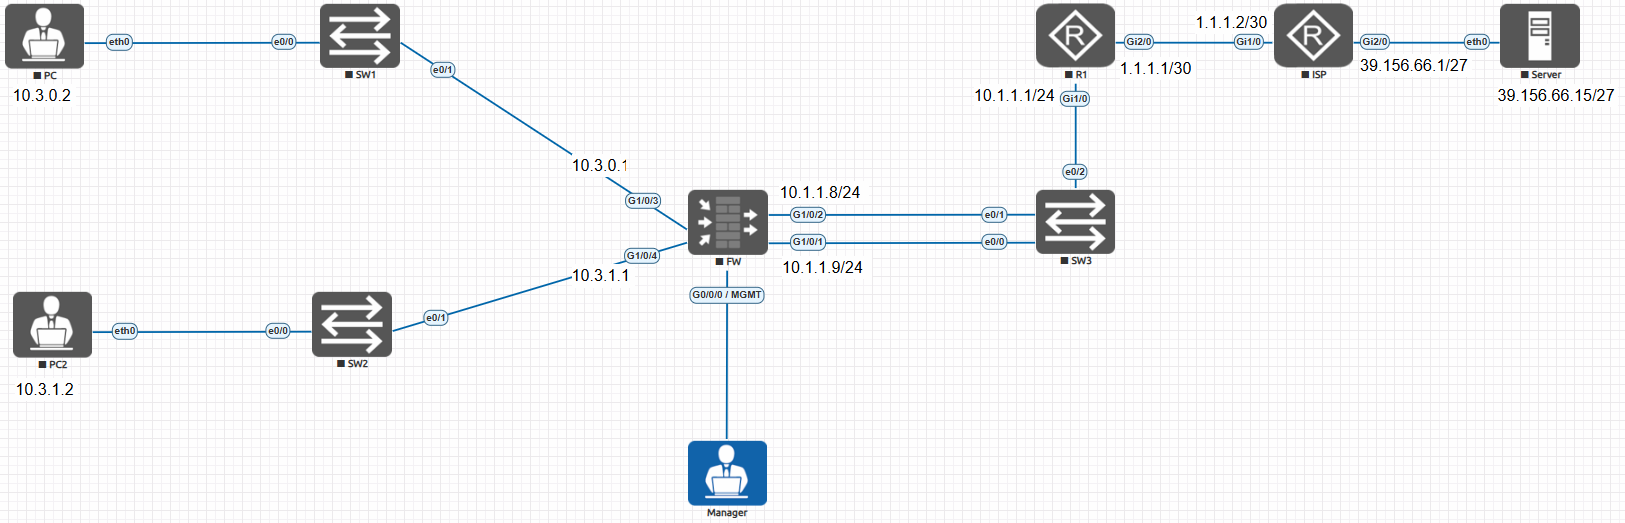 eth0
e0/0
PC
10.3.0.2
SW1
e0/1
10.3.0.1
G1/0/3
G1/0/4
10.3.1.1
eth0
e0/0
e0/1
PC2
10.3.1.2
SW2
FW
G0/0/0 / MGMT
Manager
10.1.1.8/24
G1/0/2
e0/1
G1/0/1
e0/0
10.1.1.9/24
SW3
e0/2
R1
10.1.1.1/24
Gi1/0
Gi2/0
1.1.1.1/30
1.1.1.2/30
Gi1/0
ISP
Gi2/0
39.156.66.1/27
eth0
Server
39.156.66.15/27